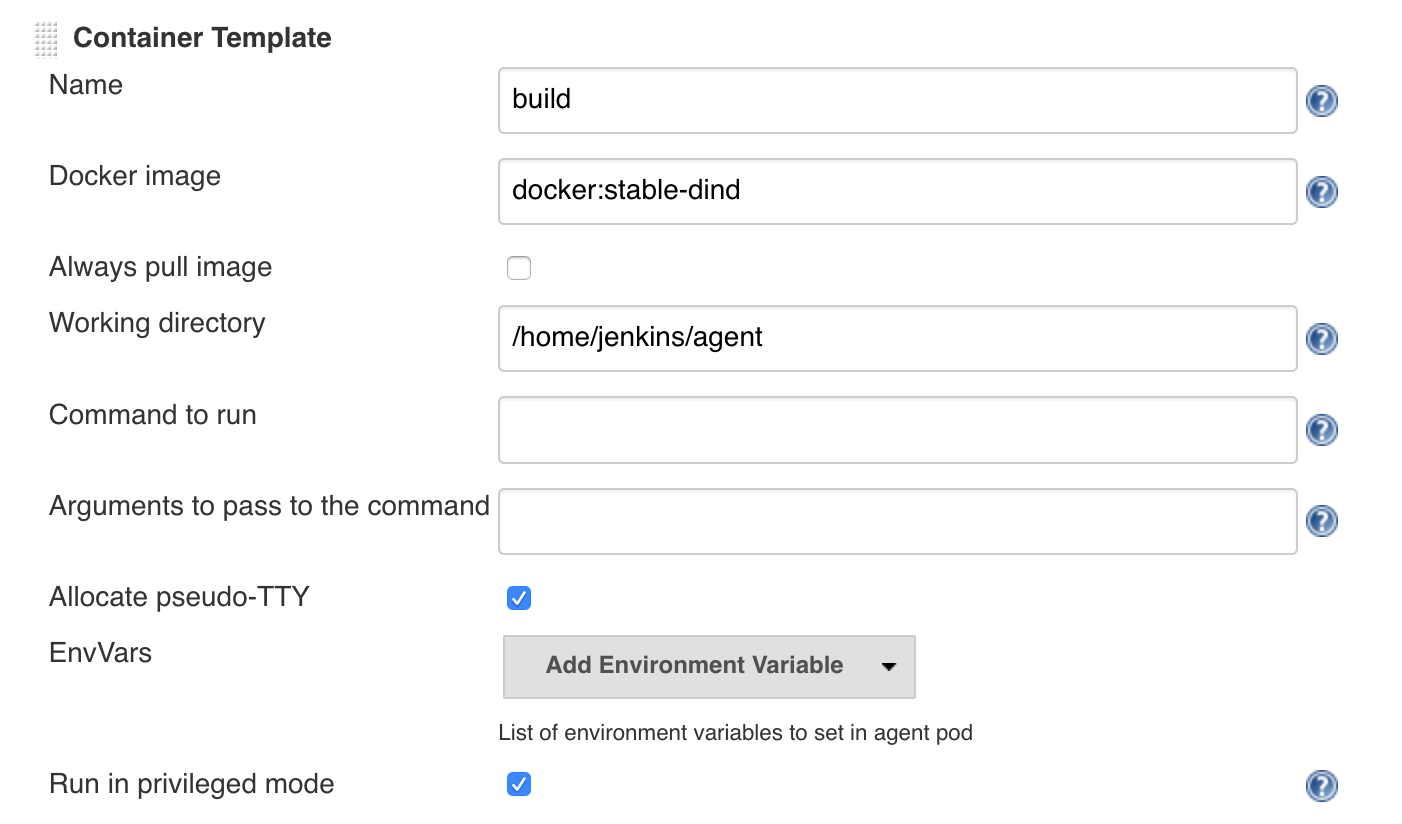 Container Template
Name
build
?
Docker image
docker:stable-dind
?
Always pull image
Working directory
/home/jenkins/agent
?
Command to run
?
Arguments to pass to the command
?
Allocate pseudo-TTY
EnvVars
Add Environment Variable
List of environment variables to set in agent pod
Run in privileged mode
?